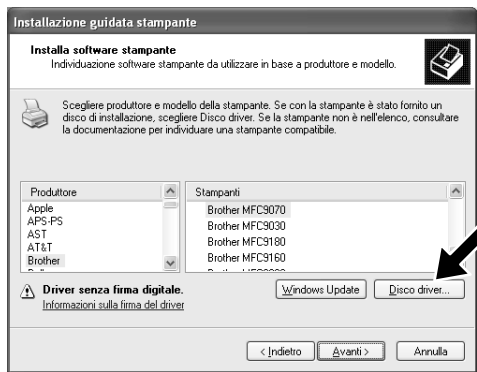 Installazione guidata stampante
Installa software stampante
Individuazione software stampante da utilizzare in base a produttore e modello.
Scegliere produttore e modello della stampante. Se con la stampante è stato fornito un
disco di installazione, scegliere Disco driver. Se la stampante non è nell'elenco, consultare
la documentazione per individuare una stampante compatibile.
Produttore
Apple
APS-PS
AST
AT&T
Brother
Stampanti
Brother MFC9070
Brother MFC9030
Brother MFC9180
Brother MFC9160
Driver senza firma digitale.
Informazioni sulla firma del driver
Windows Update
Disco driver...
< Indietro
Avanti >
Annulla